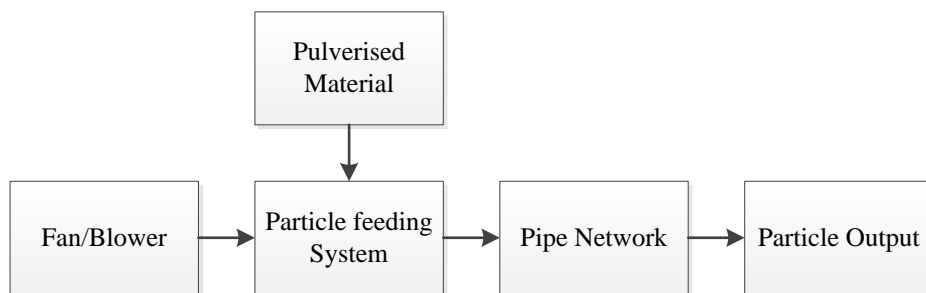 Pulverised
Material
Fan/Blower
Particle feeding
System
Pipe Network
Particle Output